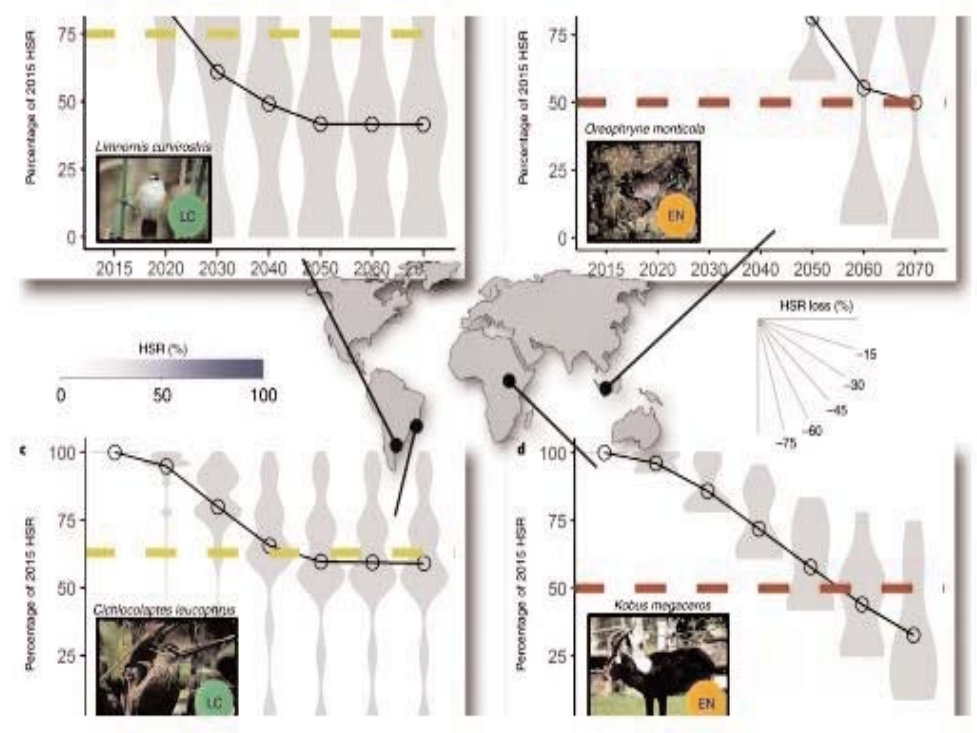 75
50
25
0
Percentage of 2015 HSR
Limnornis curvirostris
LC
2015 2020 2030 2040 2050 2060
75
50
25
0
Percentage of 2015 HSR
Oreophryne monticola
EN
2015 2020 2030 2040 2050 2060 2070
HSR (%)
0 50 100
HSR loss (%)
-15
-30
-45
-60
-75
c
100
75
50
25
Percentage of 2015 HSR
Cichlocolaptes leucophrus
LC
d
100
75
50
25
Percentage of 2015 HSR
Kobus megaceros
EN